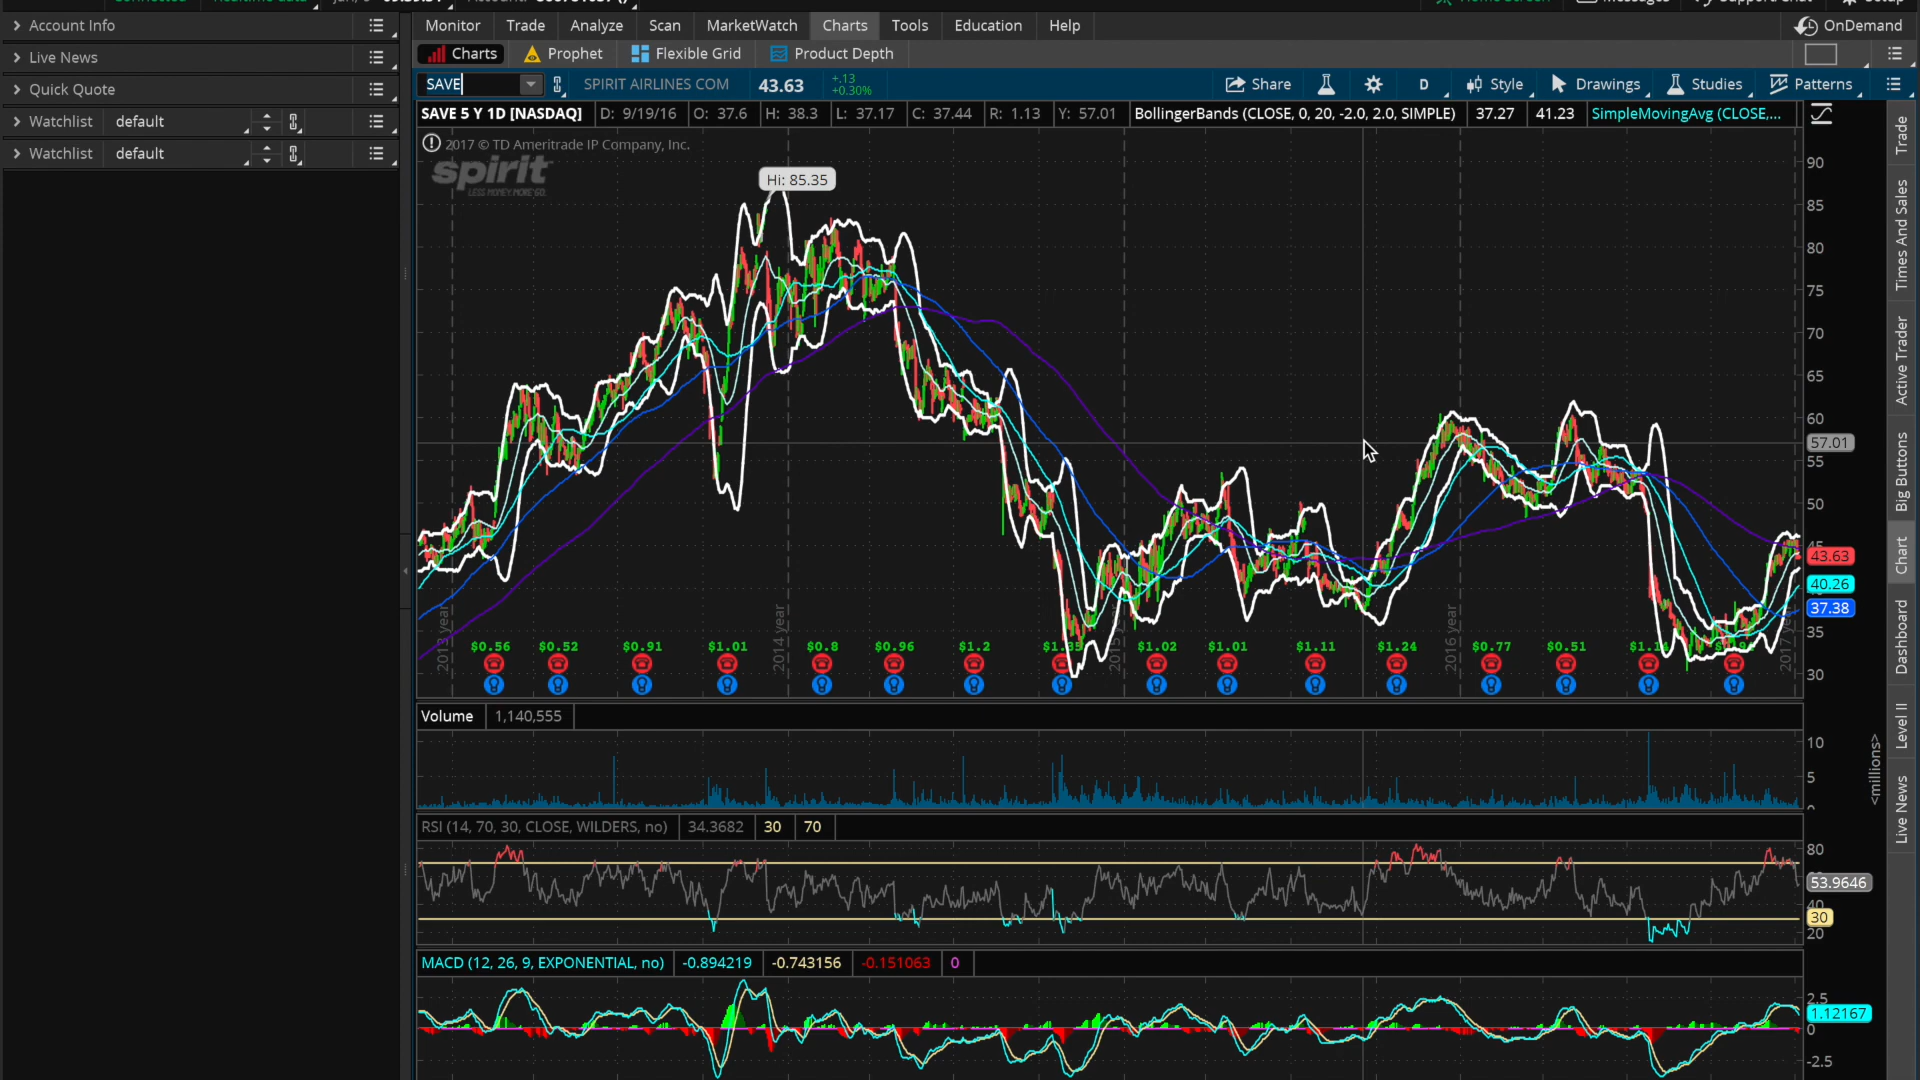 Account Info
Live News
Quick Quote
Watchlist default
Watchlist default
Monitor Trade Analyze Scan MarketWatch Charts Tools Education Help
OnDemand
Charts Prophet Flexible Grid Product Depth
SAVE SPIRIT AIRLINES COM 43.63 +.13 +0.30% Share D Style Drawings Studies Patterns
SAVE 5 Y 1D [NASDAQ] D: 9/19/16 O: 37.6 H: 38.3 L: 37.17 C: 37.44 R: 1.13 Y: 57.01 BollingerBands (CLOSE, 0, 20, -2.0, 2.0, SIMPLE) 37.27 41.23 SimpleMovingAvg (CLOSE,...
2017 © TD Ameritrade IP Company, Inc.
spirit
LESS MONEY. MORE GO.
Hi: 85.35
90
85
80
75
70
65
60
57.01
55
50
45
43.63
40.26
37.38
35
30
2013 year
2014 year
2016 year
$0.56 $0.52 $0.91 $1.01 $0.8 $0.96 $1.2 $1.02 $1.01 $1.11 $1.24 $0.77 $0.51
Volume 1,140,555
10
5
<millions>
RSI (14, 70, 30, CLOSE, WILDERS, no) 34.3682 30 70
80
53.9646
40
30
20
MACD (12, 26, 9, EXPONENTIAL, no) -0.894219 -0.743156 -0.151063 0
2.5
1.12167
0
-2.5
Trade
Times And Sales
Active Trader
Big Buttons
Chart
Dashboard
Level II
Live News